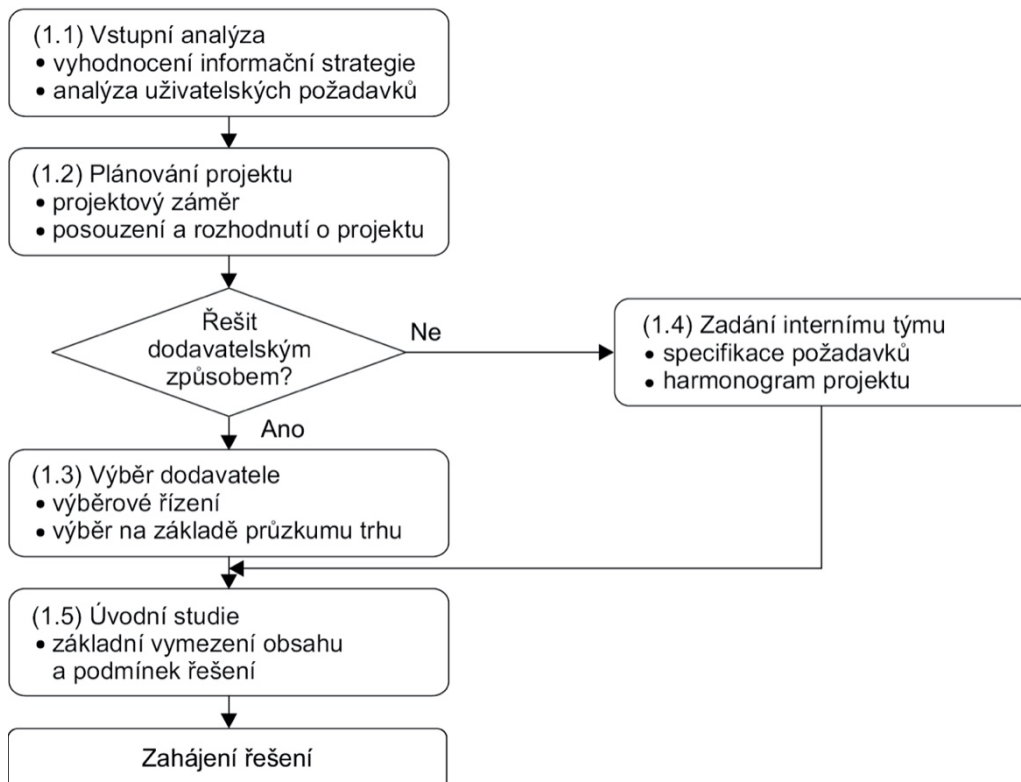 (1.1) Vstupní analýza
• vyhodnocení informační strategie
• analýza uživatelských požadavků
(1.2) Plánování projektu
• projektový záměr
• posouzení a rozhodnutí o projektu
Řešit
dodavatelským
způsobem?
Ne
(1.4) Zadání internímu týmu
• specifikace požadavků
• harmonogram projektu
Ano
(1.3) Výběr dodavatele
• výběrové řízení
• výběr na základě průzkumu trhu
(1.5) Úvodní studie
• základní vymezení obsahu
a podmínek řešení
Zahájení řešení